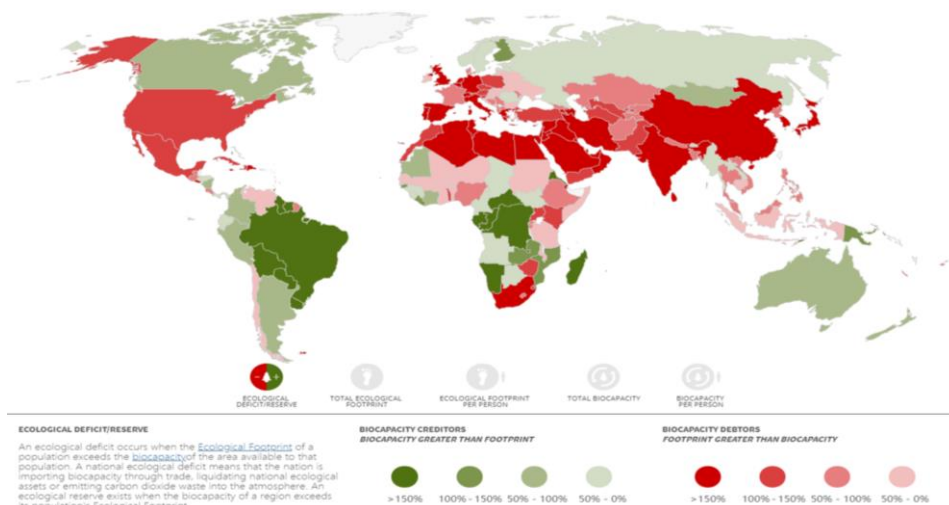 ECOLOGICAL
DEFICIT/RESERVE
TOTAL ECOLOGICAL
FOOTPRINT
ECOLOGICAL FOOTPRINT
PER PERSON
TOTAL BIOCAPACITY
BIOCAPACITY
PER PERSON
ECOLOGICAL DEFICIT/RESERVE
An ecological deficit occurs when the Ecological Footprint of a
population exceeds the biocapacityof the area available to that
population. A national ecological deficit means that the nation is
importing biocapacity through trade, liquidating national ecological
assets or emitting carbon dioxide waste into the atmosphere. An
ecological reserve exists when the biocapacity of a region exceeds
its population's Ecological Footprint.
BIOCAPACITY CREDITORS
BIOCAPACITY GREATER THAN FOOTPRINT
>150% 100% - 150% 50% - 100% 50% - 0%
BIOCAPACITY DEBTORS
FOOTPRINT GREATER THAN BIOCAPACITY
>150% 100% - 150% 50% - 100% 50% - 0%